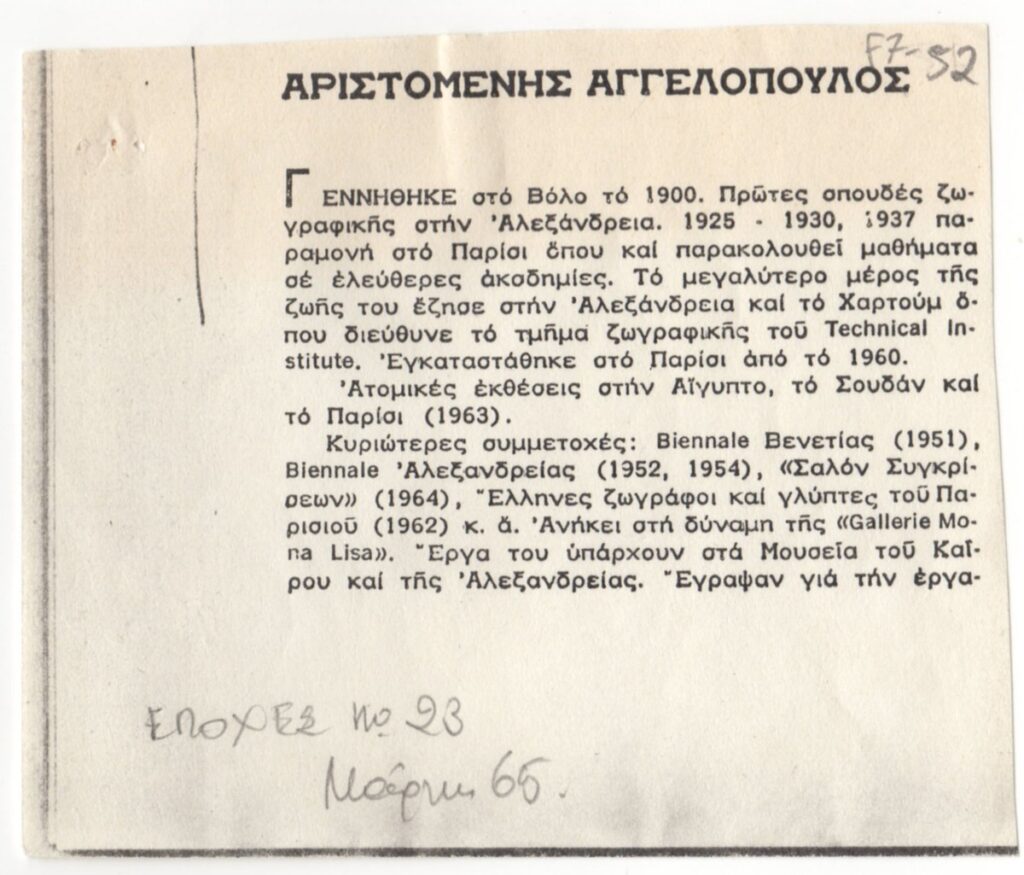 F7-52
ΑΡΙΣΤΟΜΕΝΗΣ ΑΓΓΕΛΟΠΟΥΛΟΣ
ΓΕΝΝΗΘΗΚΕ στό Βόλο τό 1900. Πρῶτες σπουδές ζω-
γραφικῆς στήν Ἀλεξάνδρεια. 1925 - 1930, 1937 πα-
ραμονή στό Παρίσι ὅπου καί παρακολουθεῖ μαθήματα
σέ ἐλεύθερες ἀκαδημίες. Τό μεγαλύτερο μέρος τῆς
ζωῆς του ἔζησε στήν Ἀλεξάνδρεια καί τό Χαρτούμ ὅ-
που διεύθυνε τό τμῆμα ζωγραφικῆς τοῦ Technical In-
stitute. Ἐγκαταστάθηκε στό Παρίσι ἀπό τό 1960.
Ἀτομικές ἐκθέσεις στήν Αἴγυπτο, τό Σουδάν καί
τό Παρίσι (1963).
Κυριώτερες συμμετοχές: Biennale Βενετίας (1951),
Biennale Ἀλεξανδρείας (1952, 1954), «Σαλόν Συγκρί-
σεων» (1964), Ἕλληνες ζωγράφοι καί γλύπτες τοῦ Πα-
ρισιοῦ (1962) κ. ἄ. Ἀνήκει στή δύναμη τῆς «Gallerie Mo-
na Lisa». Ἔργα του ὑπάρχουν στά Μουσεῖα τοῦ Καΐ-
ρου καί τῆς Ἀλεξανδρείας. Ἔγραψαν γιά τήν ἐργα-
ΕΠΟΧΕΣ Νο 23
Μάρτης 65.